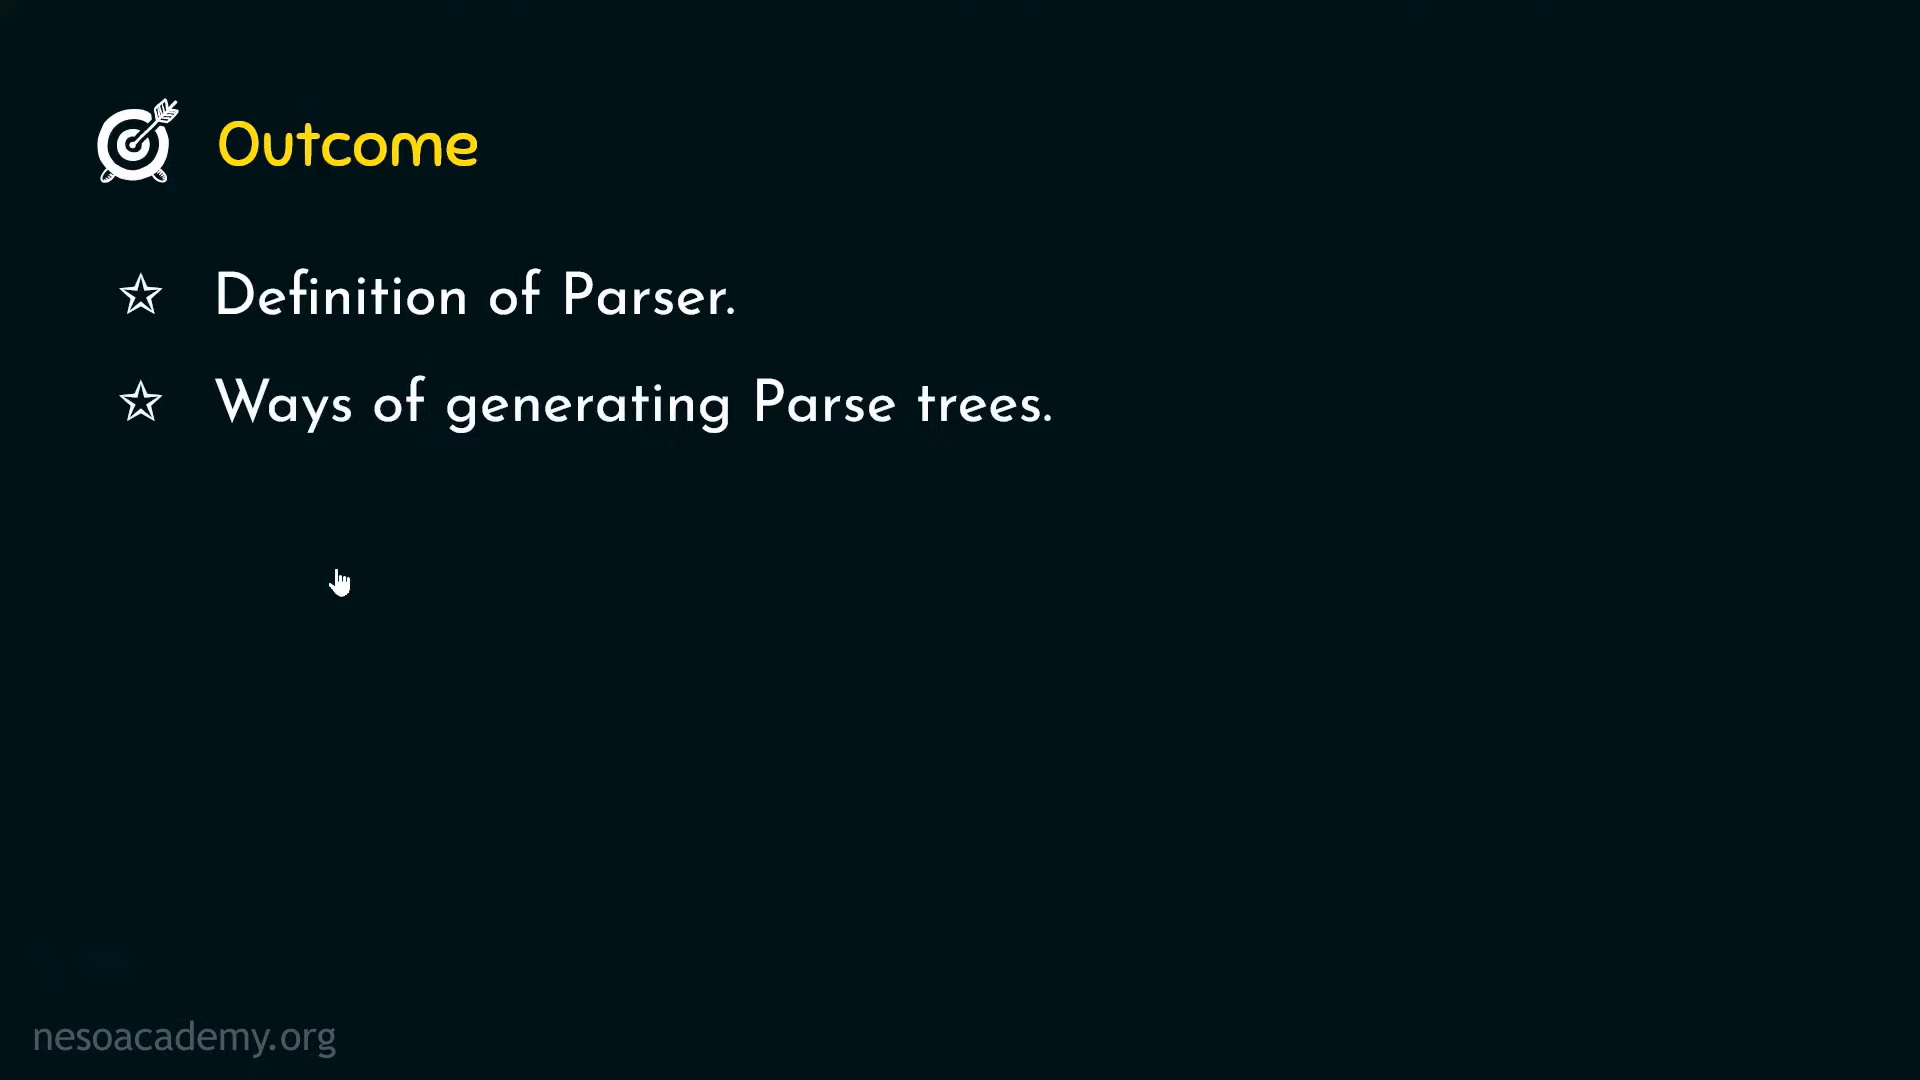 Outcome
☆ Definition of Parser.
☆ Ways of generating Parse trees.
nesoacademy.org